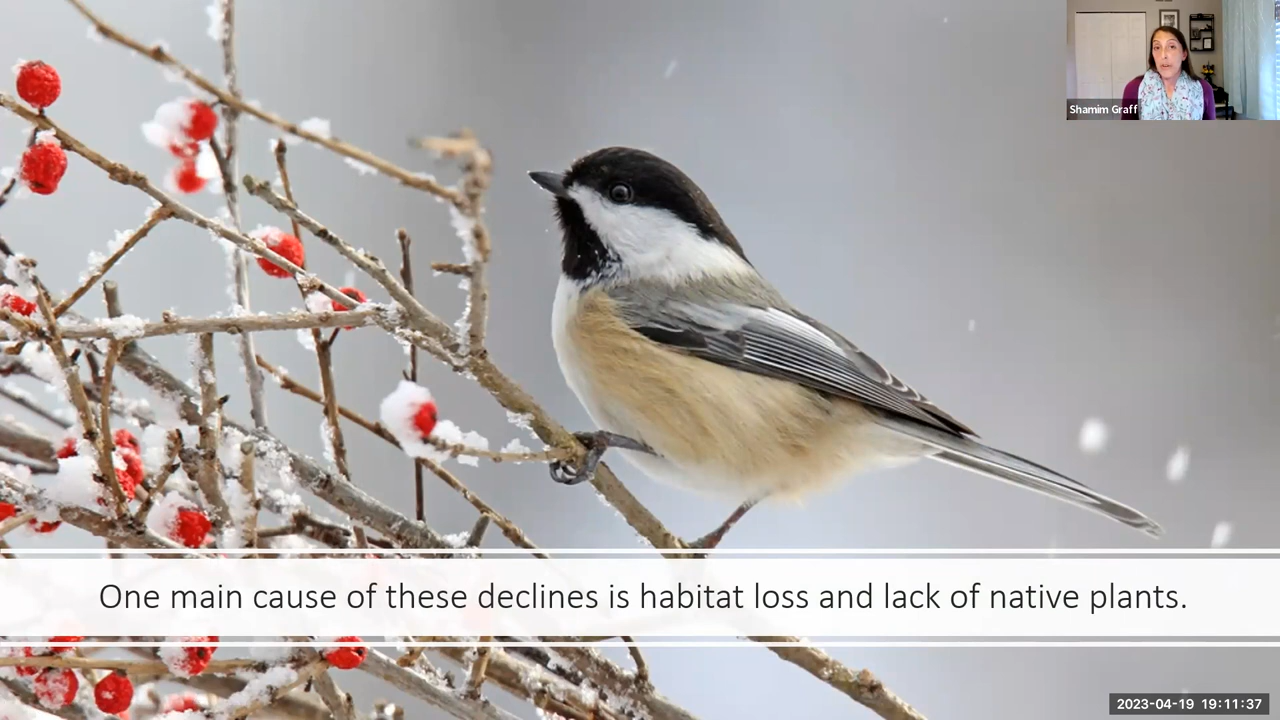 Shamim Graff
One main cause of these declines is habitat loss and lack of native plants.
2023-04-19 19:11:37